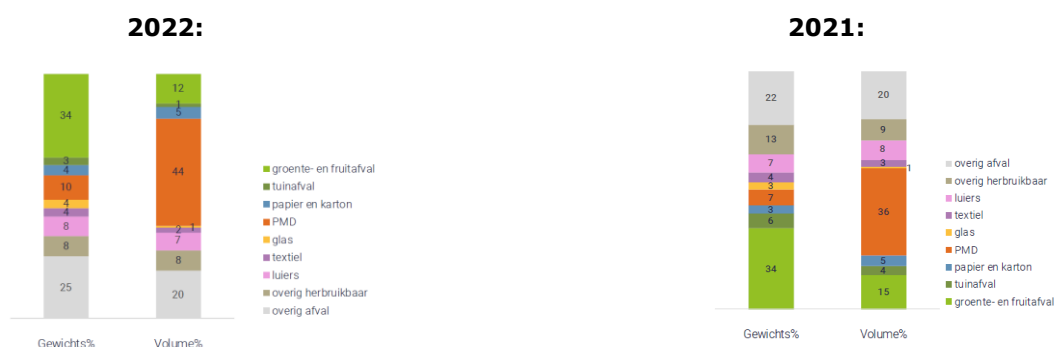 2022:
34
3
4
10
4
4
8
8
25
Gewichts%
12
1
5
44
1
2
7
8
20
Volume%
groente- en fruitafval
tuinafval
papier en karton
PMD
glas
textiel
luiers
overig herbruikbaar
overig afval
2021:
22
13
7
4
3
7
3
6
34
Gewichts%
20
9
8
3
1
36
5
4
15
Volume%
overig afval
overig herbruikbaar
luiers
textiel
glas
PMD
papier en karton
tuinafval
groente- en fruitafval